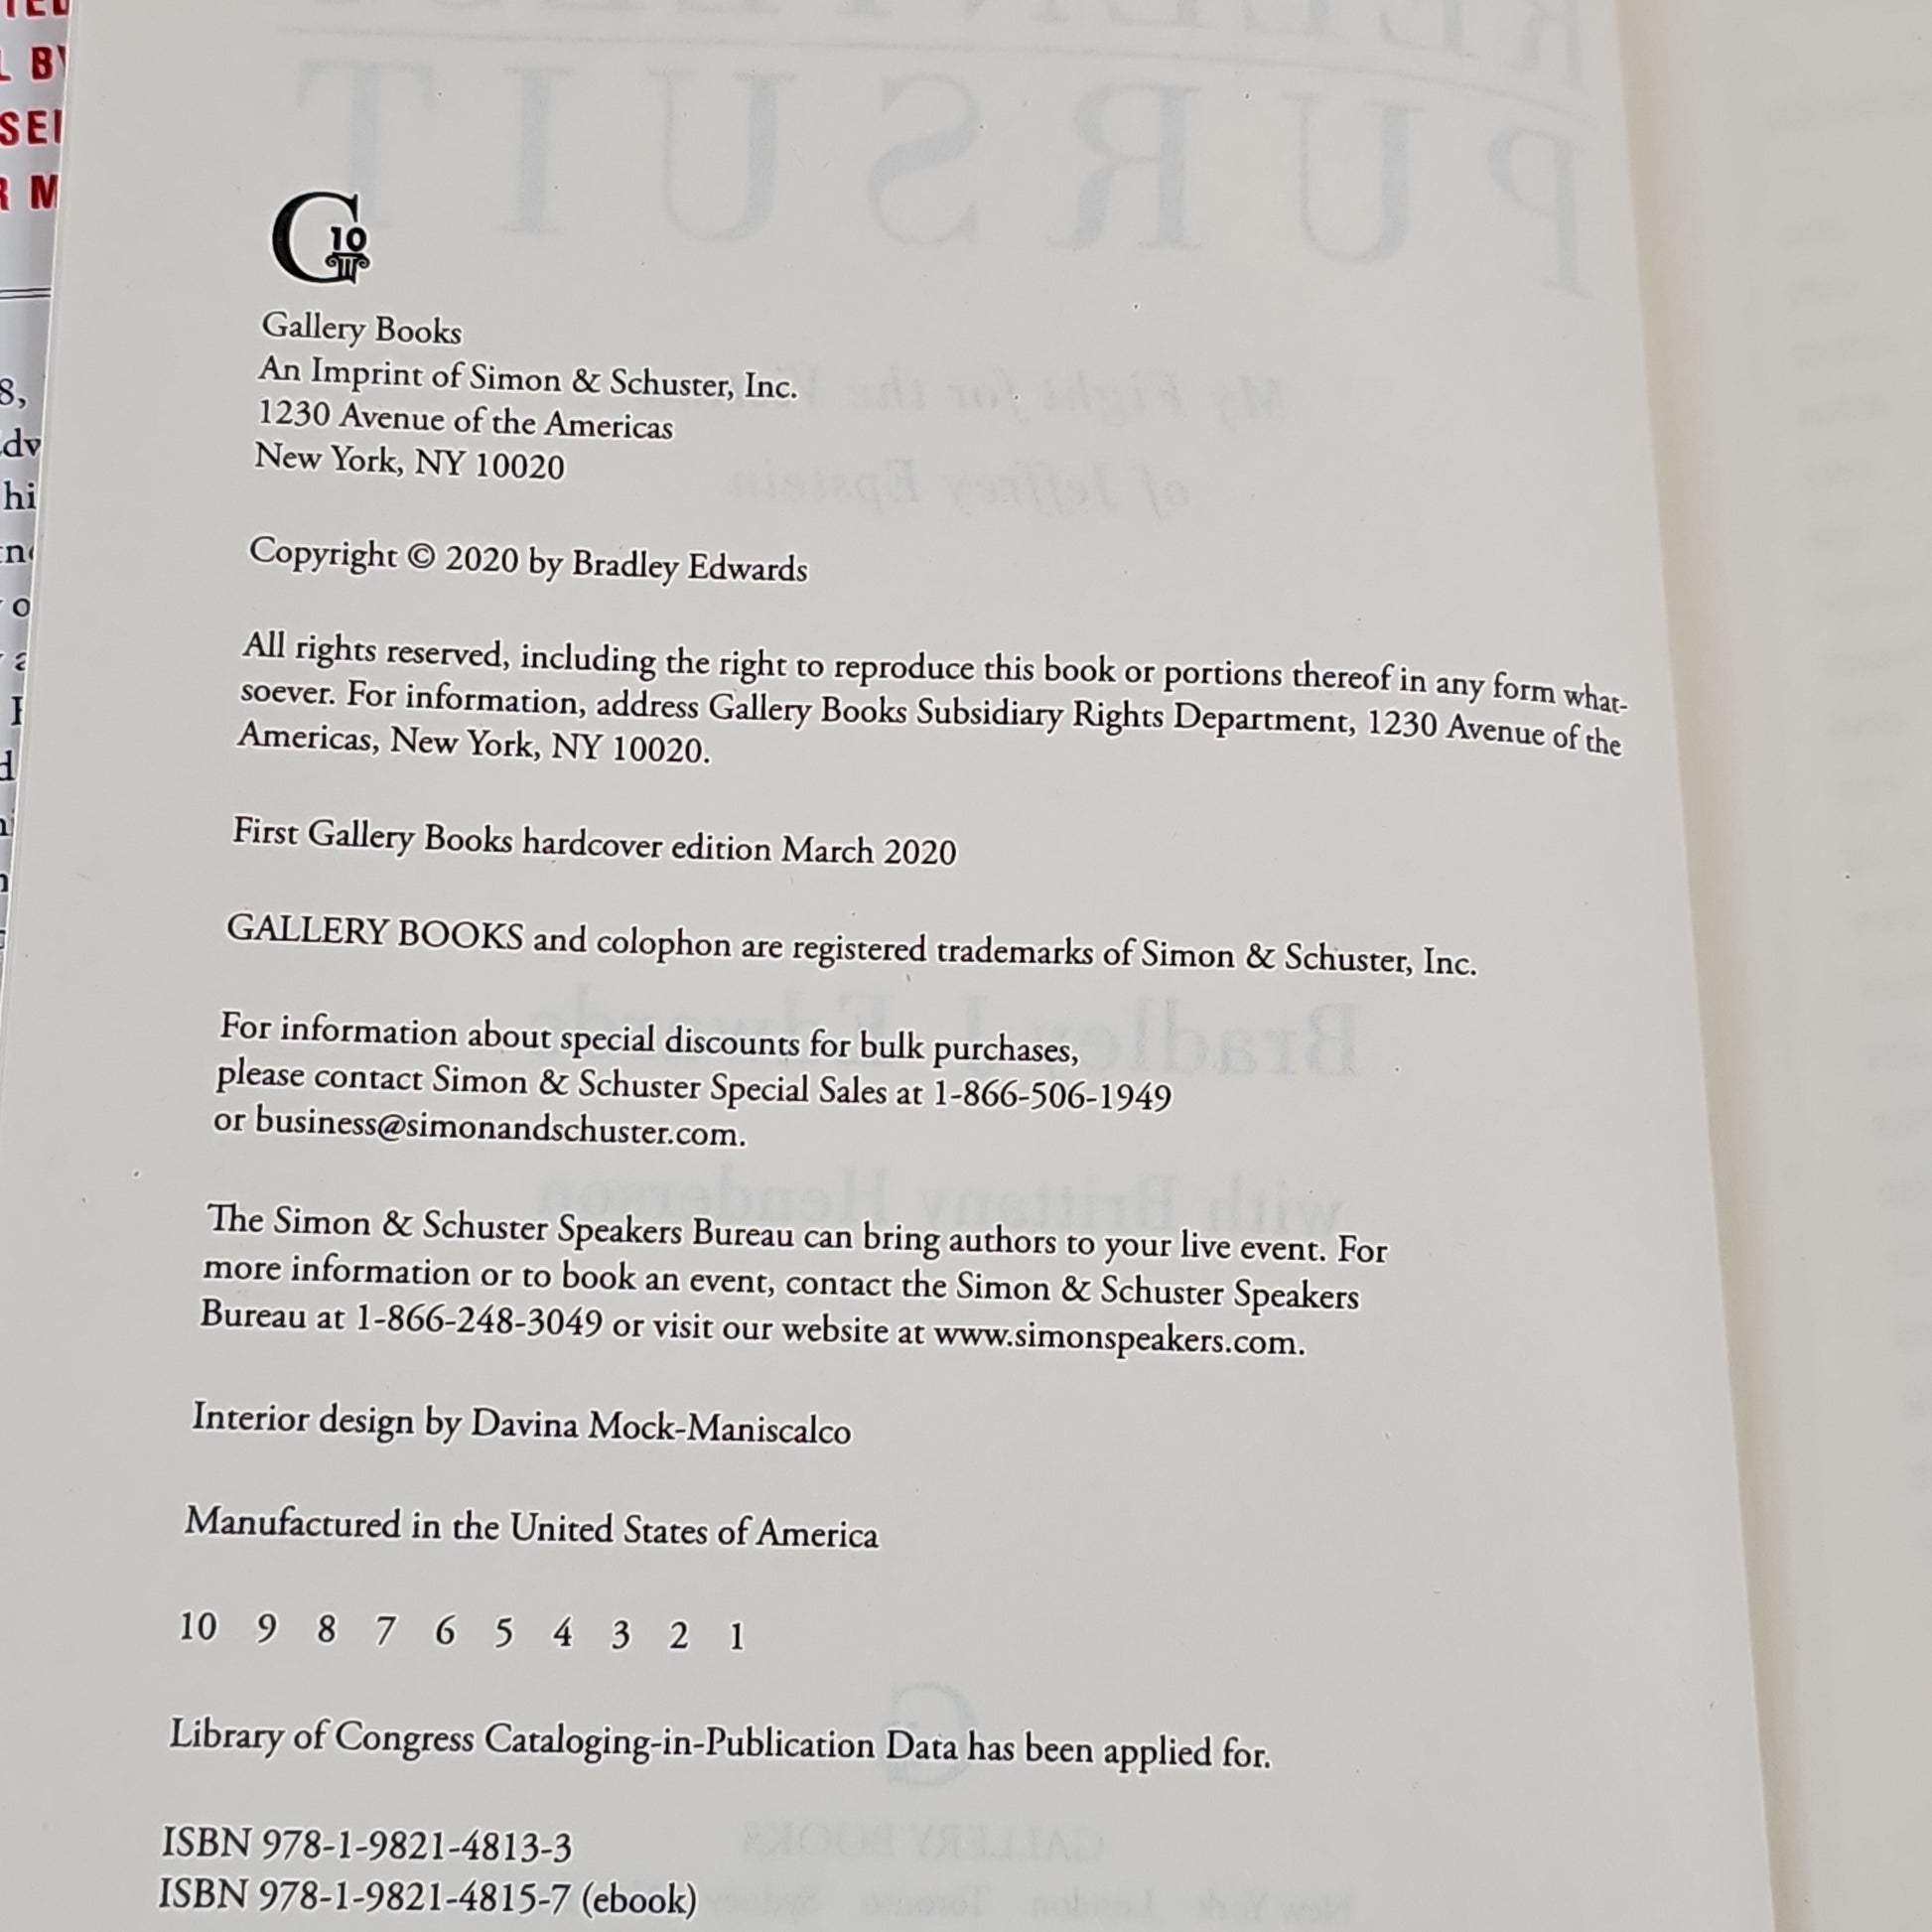 L BY
SEI
R M
8,
dv
hi
G
10
Gallery Books
An Imprint of Simon & Schuster, Inc.
1230 Avenue of the Americas
New York, NY 10020
Copyright © 2020 by Bradley Edwards
All rights reserved, including the right to reproduce this book or portions thereof in any form what-
soever. For information, address Gallery Books Subsidiary Rights Department, 1230 Avenue of the
Americas, New York, NY 10020.
First Gallery Books hardcover edition March 2020
GALLERY BOOKS and colophon are registered trademarks of Simon & Schuster, Inc.
For information about special discounts for bulk purchases,
please contact Simon & Schuster Special Sales at 1-866-506-1949
or business@simonandschuster.com.
The Simon & Schuster Speakers Bureau can bring authors to your live event. For
more information or to book an event, contact the Simon & Schuster Speakers
Bureau at 1-866-248-3049 or visit our website at www.simonspeakers.com.
Interior design by Davina Mock-Maniscalco
Manufactured in the United States of America
10 9 8 7 6 5 4 3 2 1
Library of Congress Cataloging-in-Publication Data has been applied for.
ISBN 978-1-9821-4813-3
ISBN 978-1-9821-4815-7 (ebook)